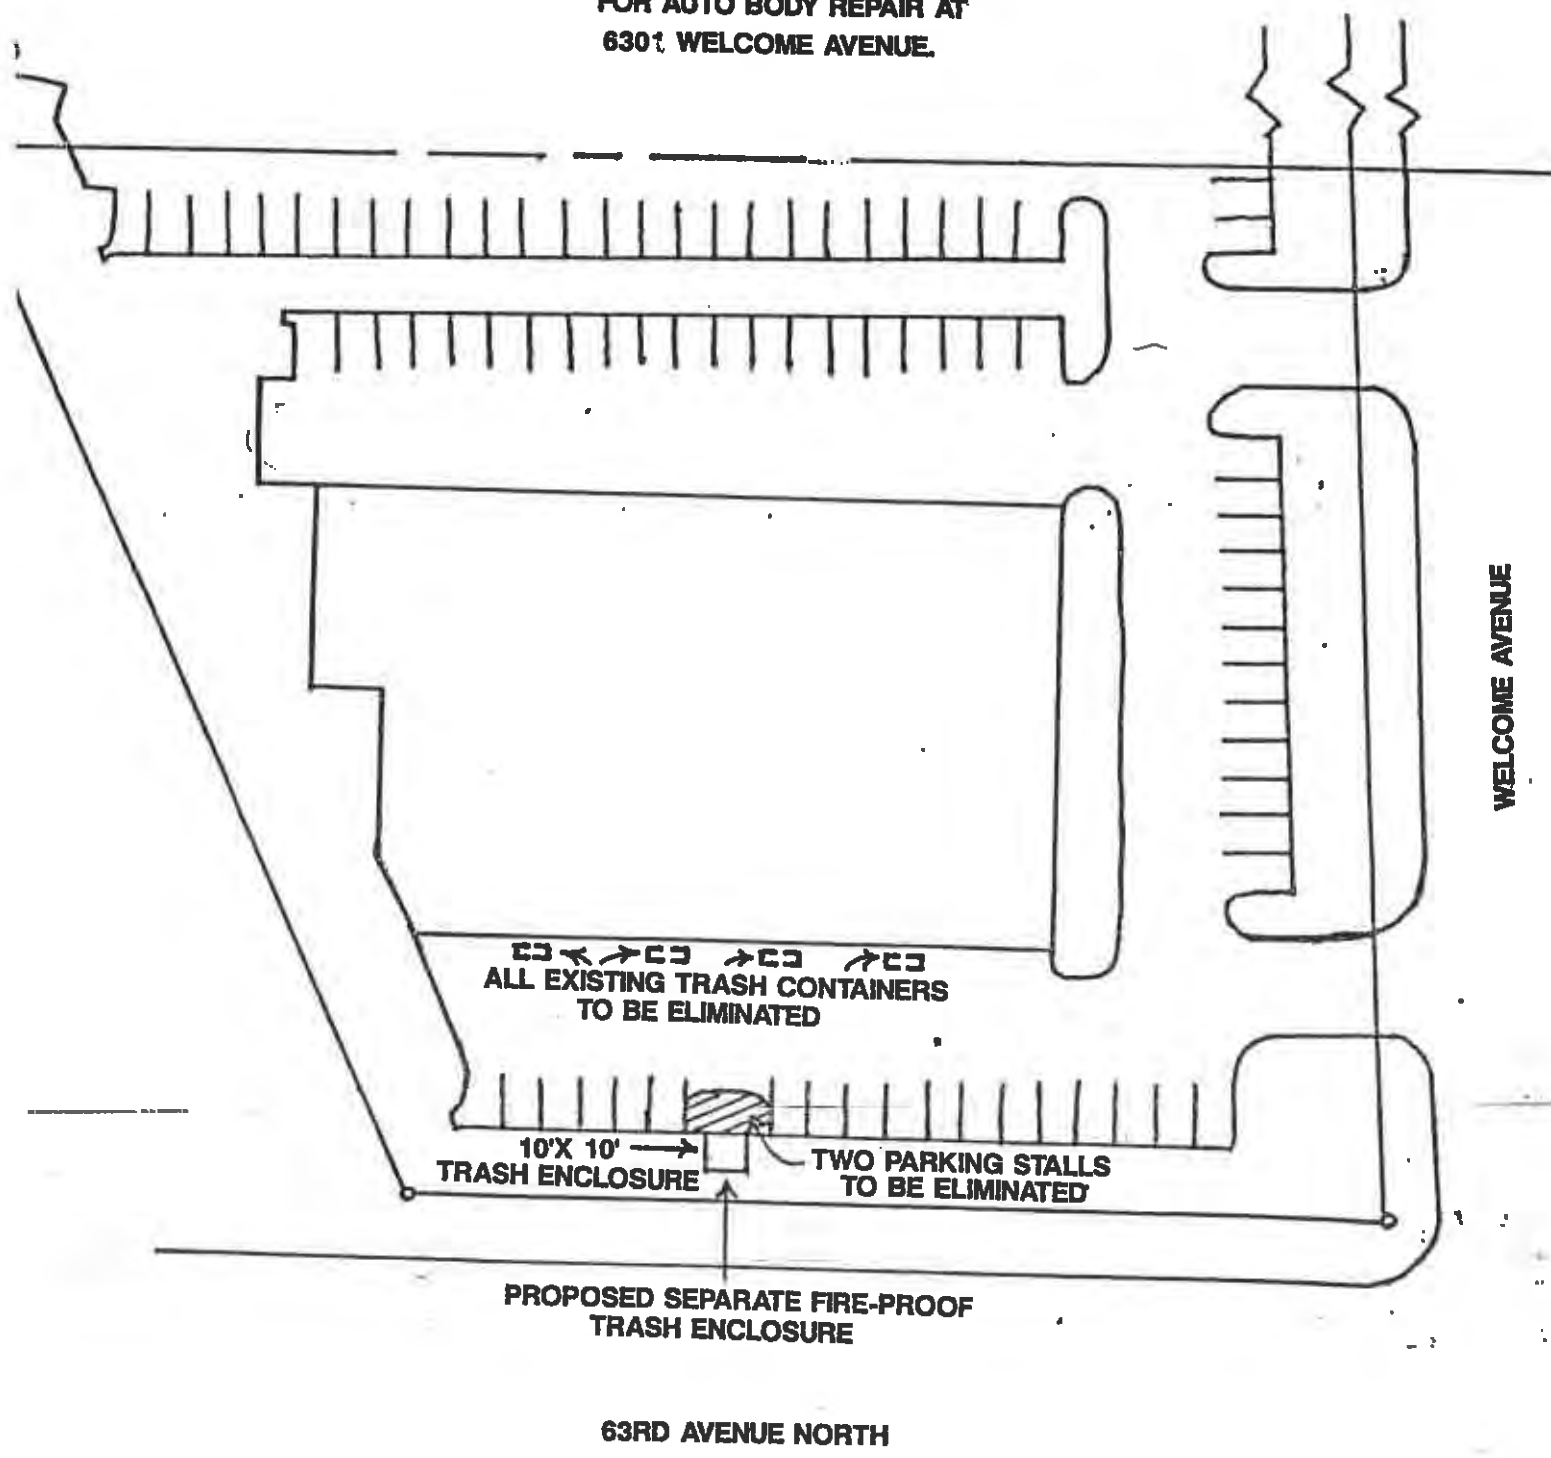 FOR AUTO BODY REPAIR AT
6301 WELCOME AVENUE.
WELCOME AVENUE
ALL EXISTING TRASH CONTAINERS
TO BE ELIMINATED
10'X 10'
TRASH ENCLOSURE
TWO PARKING STALLS
TO BE ELIMINATED
PROPOSED SEPARATE FIRE-PROOF
TRASH ENCLOSURE
63RD AVENUE NORTH